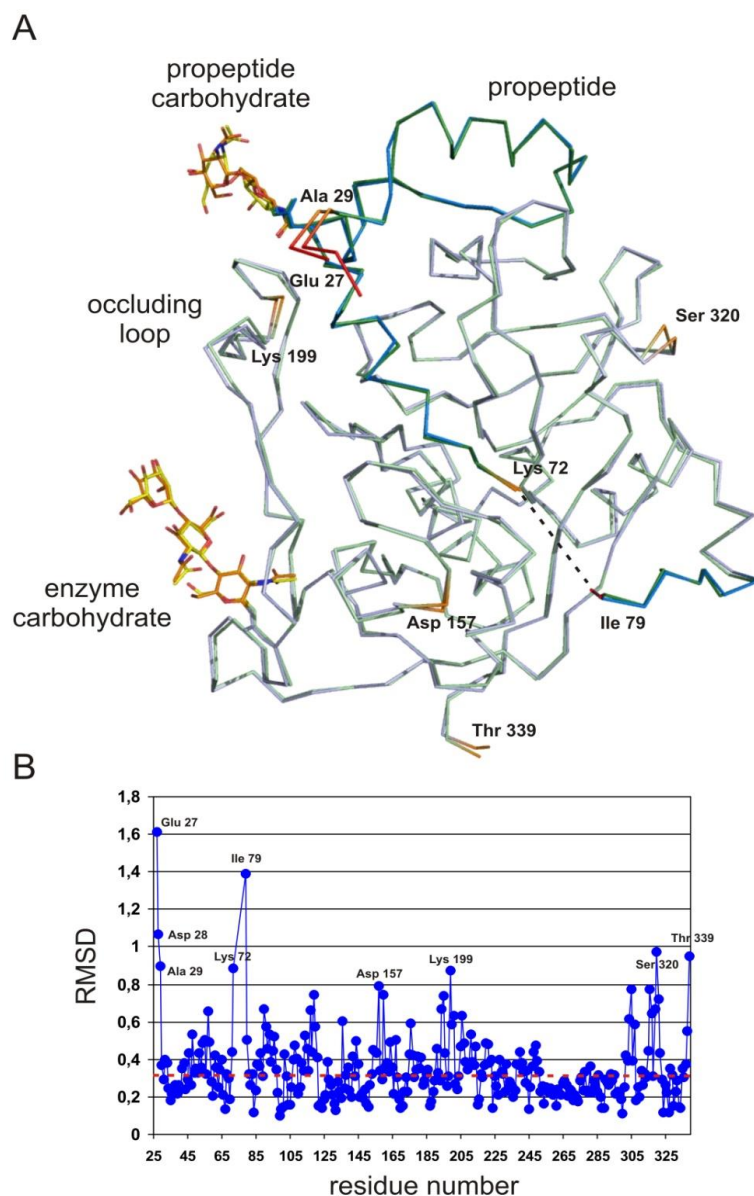 A
propeptide
carbohydrate
propeptide
Ala 29
Glu 27
occluding
loop
Lys 199
Ser 320
Lys 72
enzyme
carbohydrate
Asp 157
Ile 79
Thr 339
B
1,8
1,6
1,4
1,2
1
0,8
0,6
0,4
0,2
0
RMSD
Glu 27
Ile 79
Asp 28
Lys 72
Ala 29
Asp 157
Lys 199
Thr 339
Ser 320
25 45 65 85 105 125 145 165 185 205 225 245 265 285 305 325
residue number